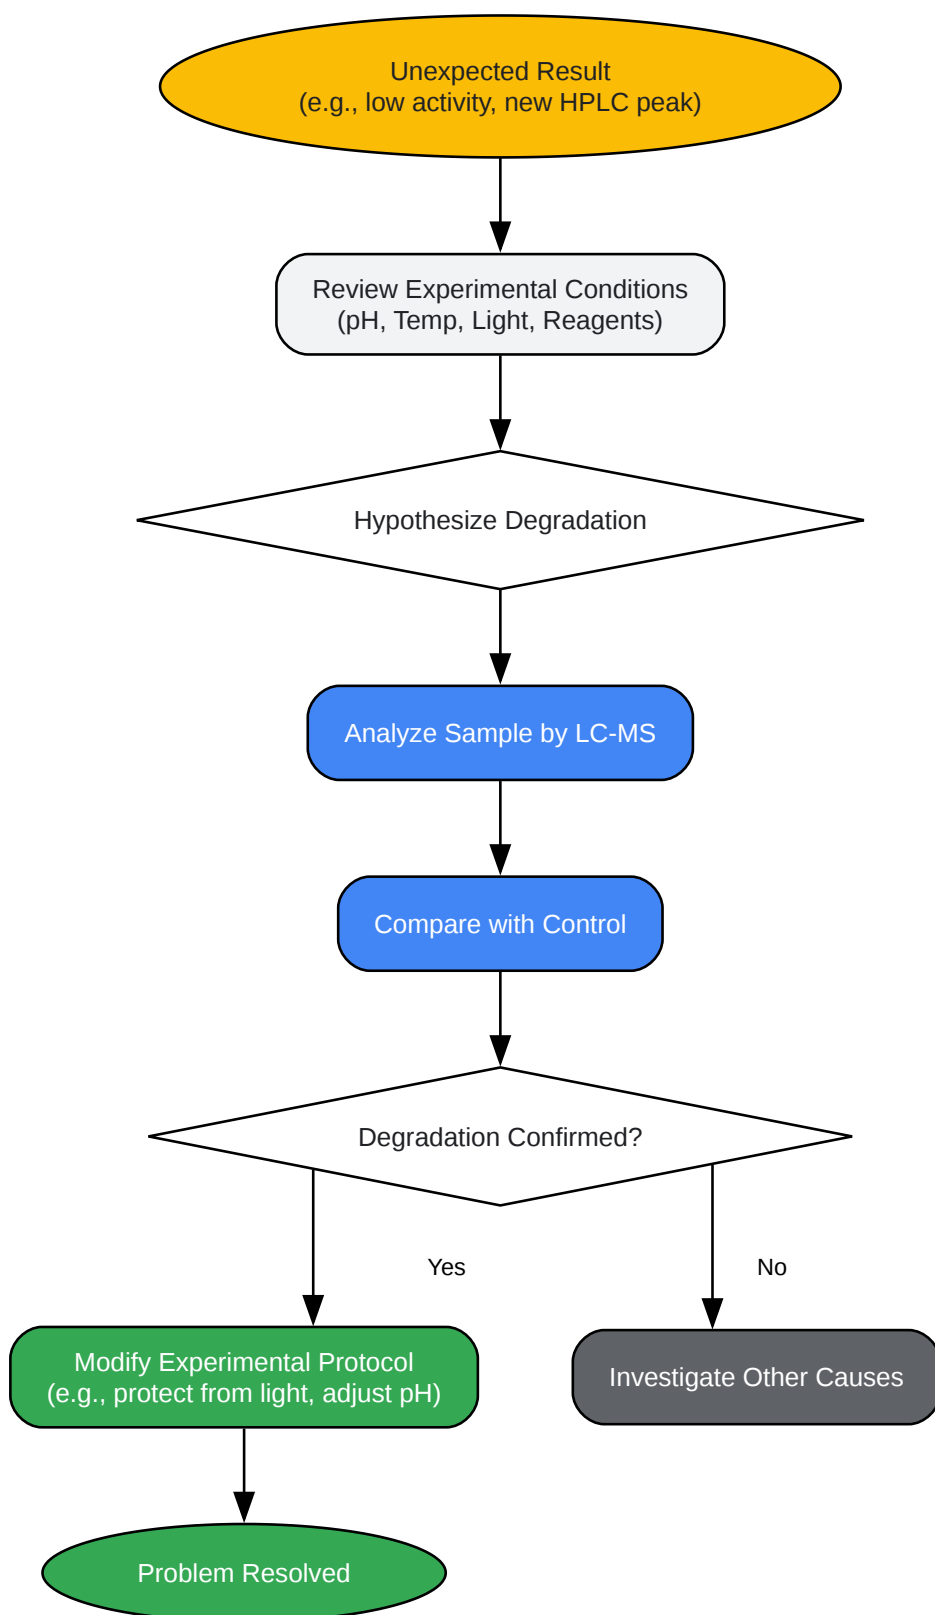 Unexpected Result
(e.g., low activity, new HPLC peak)
Review Experimental Conditions
(pH, Temp, Light, Reagents)
Hypothesize Degradation
Analyze Sample by LC-MS
Compare with Control
Degradation Confirmed?
Yes
No
Modify Experimental Protocol
(e.g., protect from light, adjust pH)
Investigate Other Causes
Problem Resolved